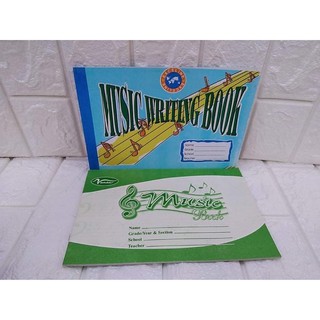 MUSIC WRITING BOOK
Music
Book
Name
Grade/Year & Section
School
Teacher